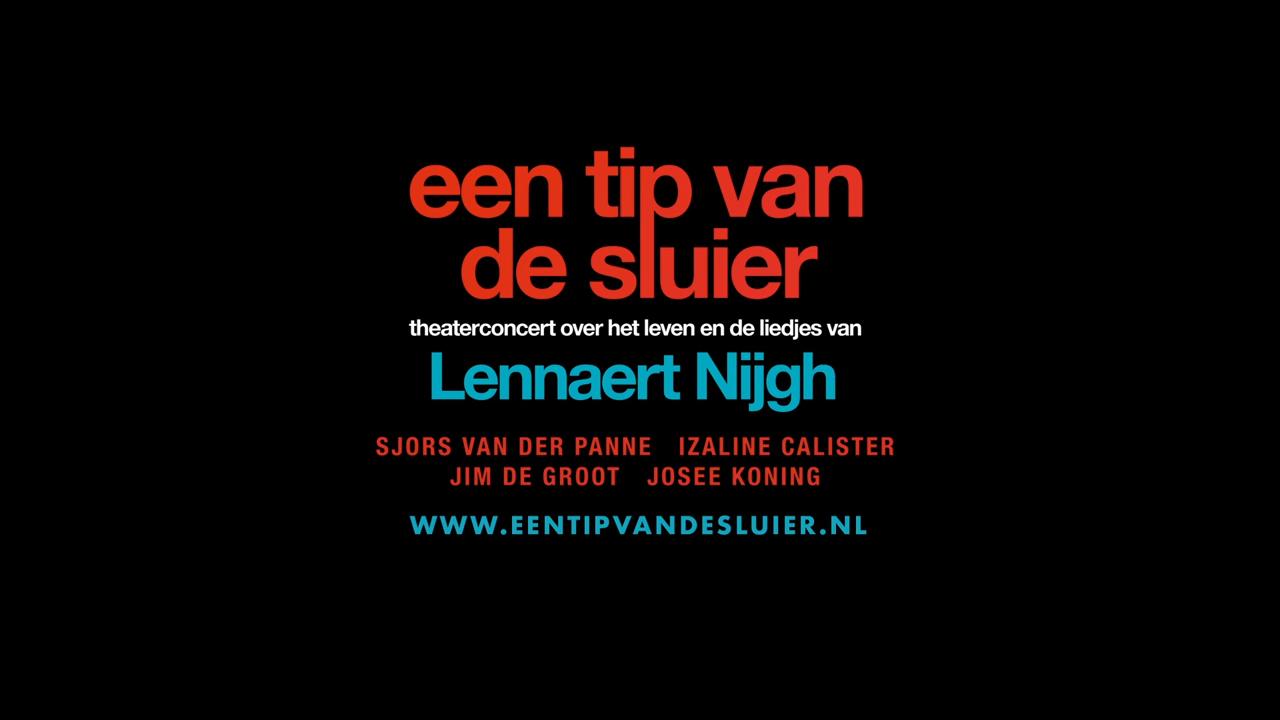 een tip van
de sluier
theaterconcert over het leven en de liedjes van
Lennaert Nijgh
SJORS VAN DER PANNE IZALINE CALISTER
JIM DE GROOT JOSEE KONING
WWW.EENTIPVANDESLUIER.NL